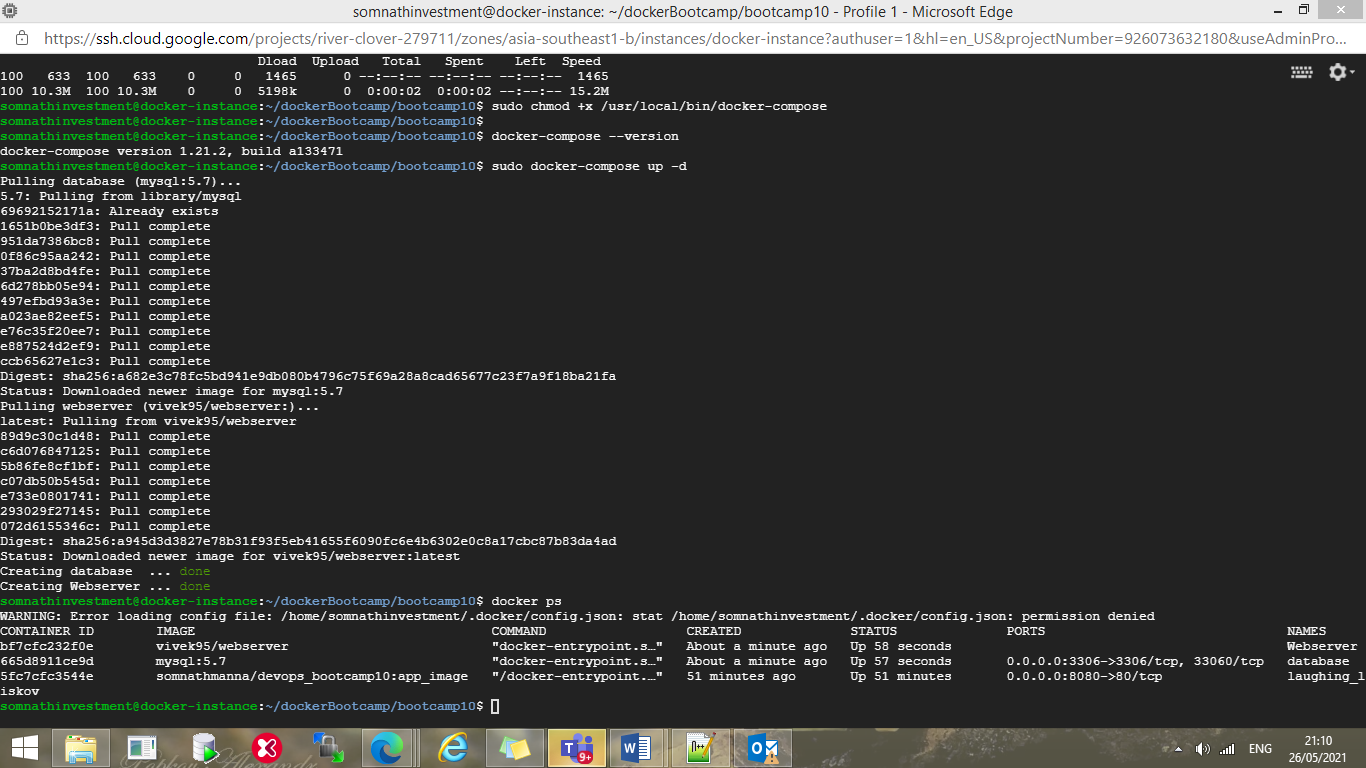 somnathinvestment@docker-instance: ~/dockerBootcamp/bootcamp10 - Profile 1 - Microsoft Edge
https://ssh.cloud.google.com/projects/river-clover-279711/zones/asia-southeast1-b/instances/docker-instance?authuser=1&hl=en_US&projectNumber=926073632180&useAdminPro...
Dload  Upload   Total   Spent    Left  Speed
100   633  100   633    0     0   1465      0 --:--:-- --:--:-- --:--:--  1465
100 10.3M  100 10.3M    0     0  5198k      0  0:00:02  0:00:02 --:--:-- 15.2M
somnathinvestment@docker-instance:~/dockerBootcamp/bootcamp10$ sudo chmod +x /usr/local/bin/docker-compose
somnathinvestment@docker-instance:~/dockerBootcamp/bootcamp10$
somnathinvestment@docker-instance:~/dockerBootcamp/bootcamp10$ docker-compose --version
docker-compose version 1.21.2, build a133471
somnathinvestment@docker-instance:~/dockerBootcamp/bootcamp10$ sudo docker-compose up -d
Pulling database (mysql:5.7)...
5.7: Pulling from library/mysql
69692152171a: Already exists
1651b0be3df3: Pull complete
951da7386bc8: Pull complete
0f86c95aa242: Pull complete
37ba2d8bd4fe: Pull complete
6d278bb05e94: Pull complete
497efbd93a3e: Pull complete
a023ae82eef5: Pull complete
e76c35f20ee7: Pull complete
e887524d2ef9: Pull complete
ccb65627e1c3: Pull complete
Digest: sha256:a682e3c78fc5bd941e9db080b4796c75f69a28a8cad65677c23f7a9f18ba21fa
Status: Downloaded newer image for mysql:5.7
Pulling webserver (vivek95/webserver:)...
latest: Pulling from vivek95/webserver
89d9c30c1d48: Pull complete
c6d076847125: Pull complete
5b86fe8cf1bf: Pull complete
c07db50b545d: Pull complete
e733e0801741: Pull complete
293029f27145: Pull complete
072d6155346c: Pull complete
Digest: sha256:a945d3d3827e78b31f93f5eb41655f6090fc6e4b6302e0c8a17cbc87b83da4ad
Status: Downloaded newer image for vivek95/webserver:latest
Creating database  ... done
Creating Webserver ... done
somnathinvestment@docker-instance:~/dockerBootcamp/bootcamp10$ docker ps
WARNING: Error loading config file: /home/somnathinvestment/.docker/config.json: stat /home/somnathinvestment/.docker/config.json: permission denied
CONTAINER ID        IMAGE                                      COMMAND                  CREATED              STATUS              PORTS                               NAMES
bf7cfc232f0e        vivek95/webserver                          "docker-entrypoint.s…"   About a minute ago   Up 58 seconds                                           Webserver
665d8911ce9d        mysql:5.7                                  "docker-entrypoint.s…"   About a minute ago   Up 57 seconds       0.0.0.0:3306->3306/tcp, 33060/tcp   database
5fc7cfc3544e        somnathmanna/devops_bootcamp10:app_image   "/docker-entrypoint.…"   51 minutes ago       Up 51 minutes       0.0.0.0:8080->80/tcp                laughing_l
iskov
somnathinvestment@docker-instance:~/dockerBootcamp/bootcamp10$
9+
ENG
21:10
26/05/2021